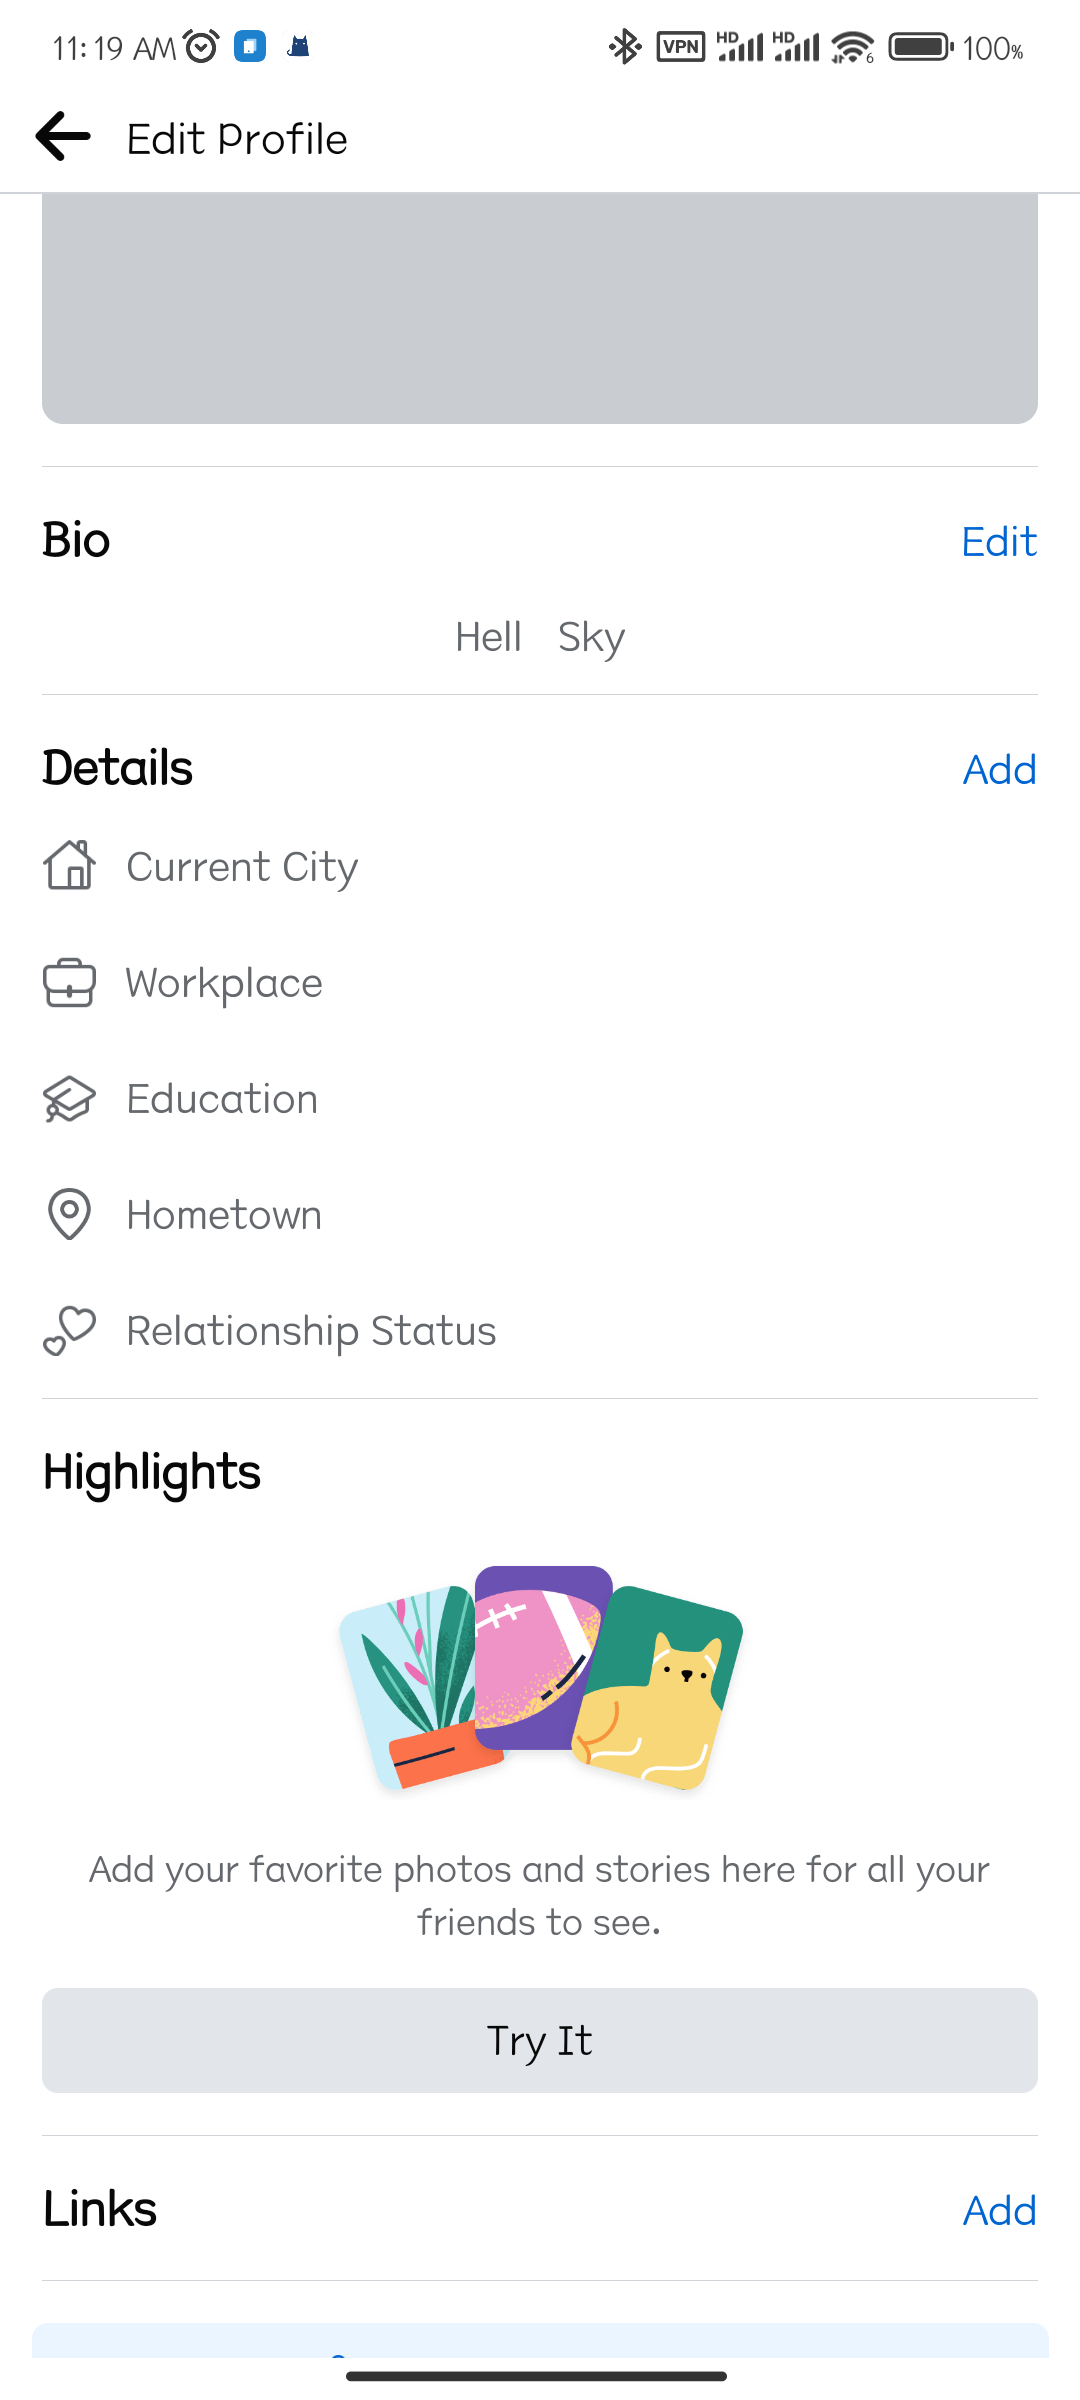 11:19 AM VPN HD HD 6 100%
Edit Profile
Bio Edit
Hell Sky
Details Add
Current City
Workplace
Education
Hometown
Relationship Status
Highlights
Add your favorite photos and stories here for all your
friends to see.
Try It
Links Add